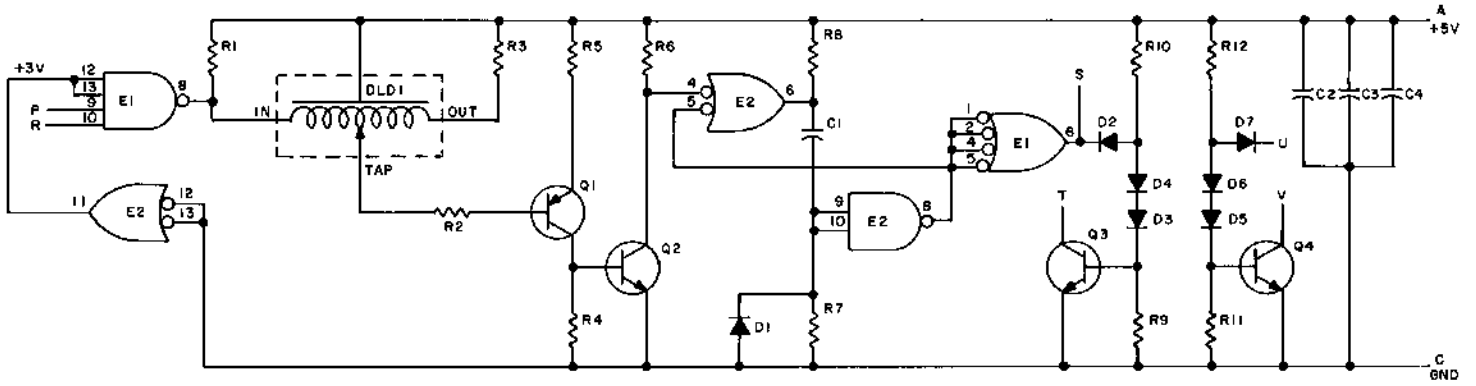 A
+5V
R1
R3
R5
R6
R8
R10
R12
+3V
12
13
9
10
E1
8
P
R
DLD1
IN
OUT
TAP
4
5
E2
6
C1
1
2
4
5
E1
6
S
D2
D7
U
C2
C3
C4
D4
D6
D3
D5
11
E2
12
13
R2
Q1
Q2
9
10
E2
8
T
Q3
V
Q4
R4
D1
R7
R9
R11
C
GND